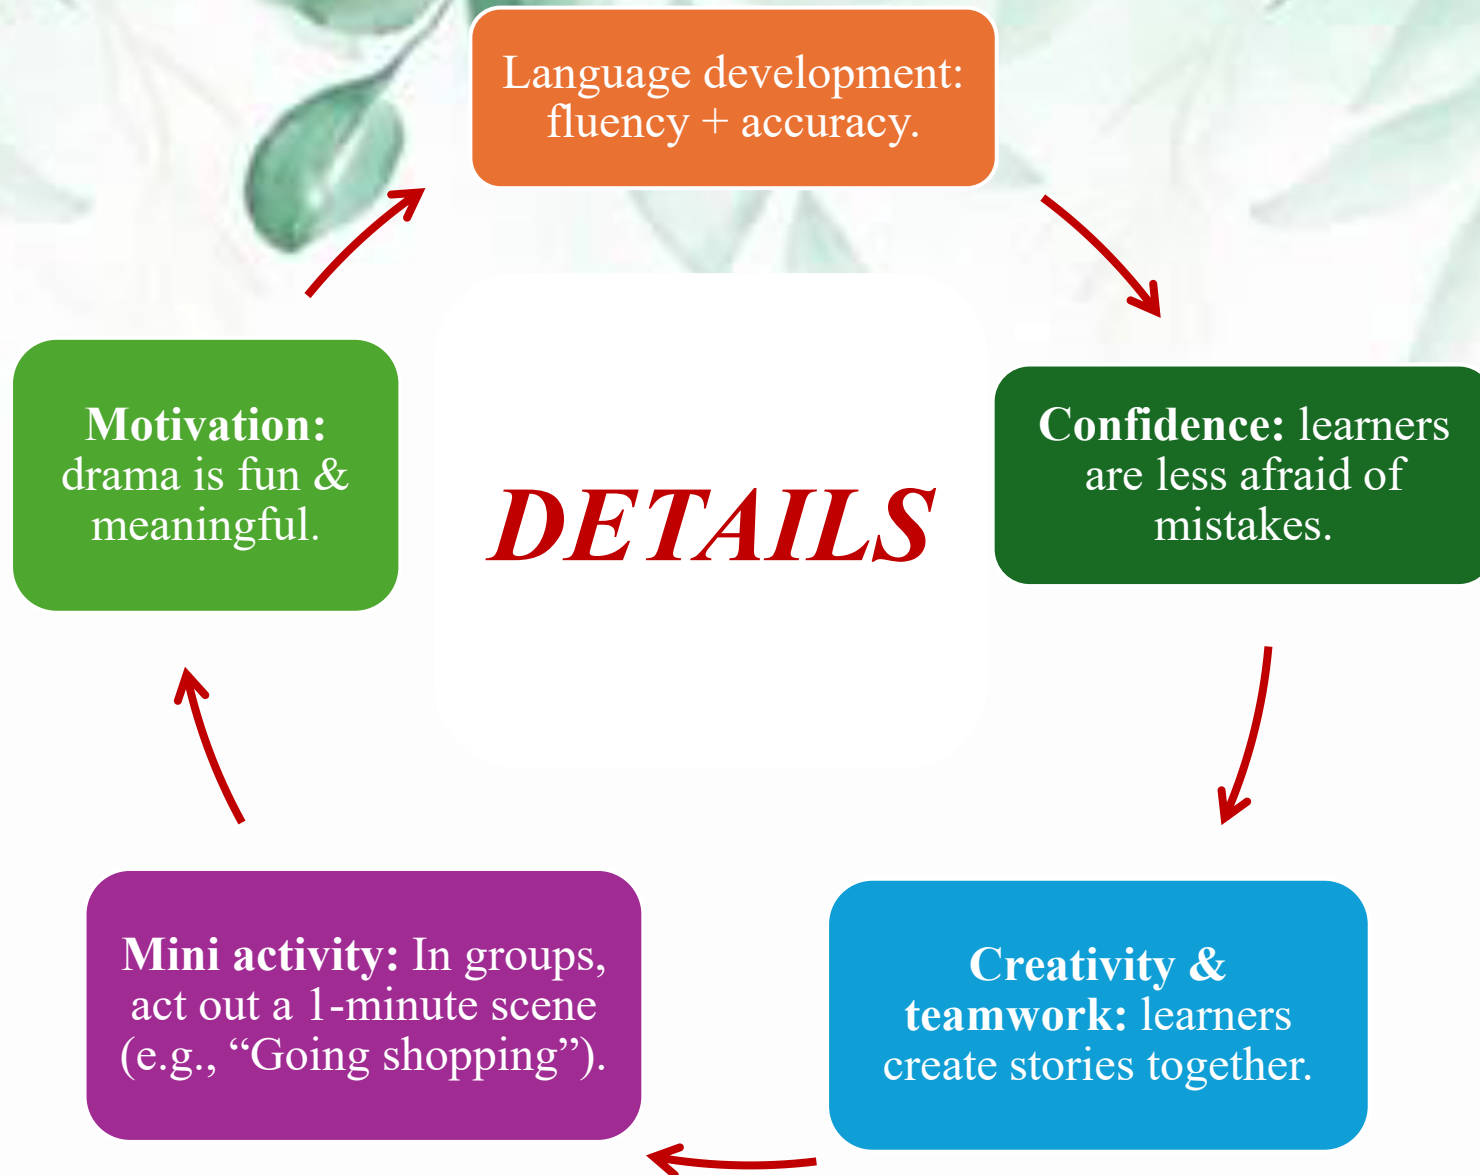 Language development:
fluency + accuracy.
Confidence: learners
are less afraid of
mistakes.
Creativity &
teamwork: learners
create stories together.
Mini activity: In groups,
act out a 1-minute scene
(e.g., “Going shopping”).
Motivation:
drama is fun &
meaningful.
DETAILS